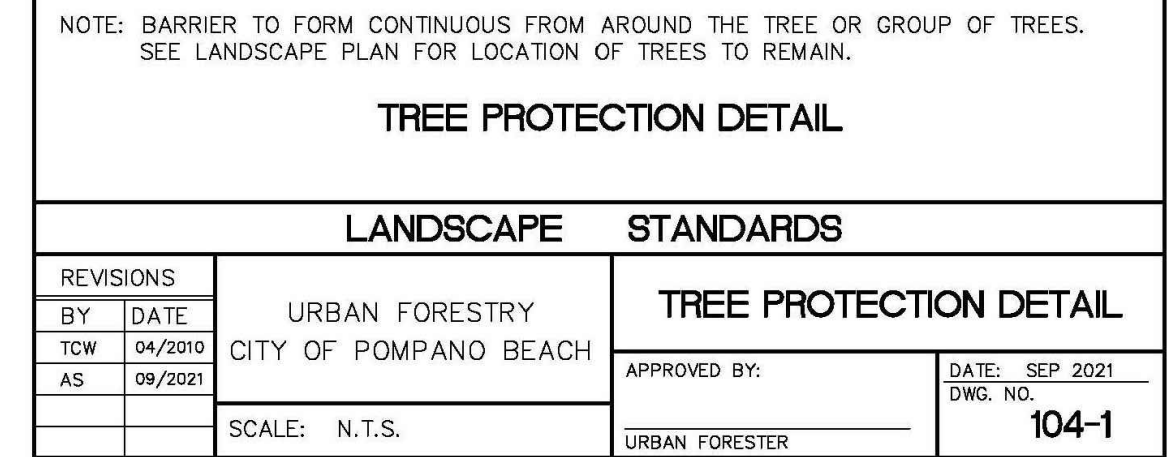 NOTE: BARRIER TO FORM CONTINUOUS FROM AROUND THE TREE OR GROUP OF TREES.
SEE LANDSCAPE PLAN FOR LOCATION OF TREES TO REMAIN.
TREE PROTECTION DETAIL
LANDSCAPE STANDARDS
REVISIONS
BY DATE
TCW 04/2010
AS 09/2021
URBAN FORESTRY
CITY OF POMPANO BEACH
SCALE: N.T.S.
TREE PROTECTION DETAIL
APPROVED BY:
URBAN FORESTER
DATE: SEP 2021
DWG. NO.
104-1